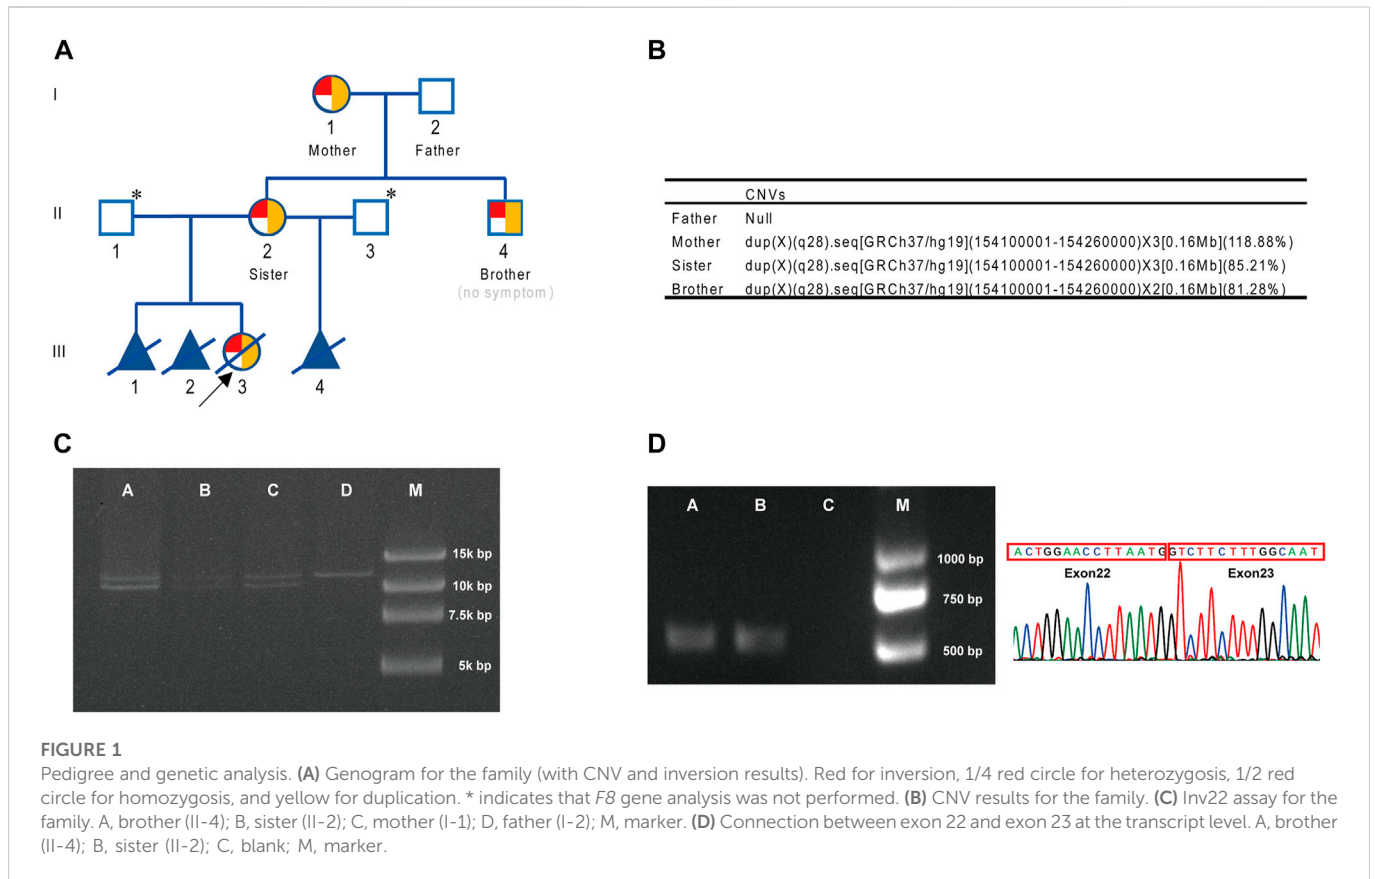 A
I
1
2
Mother
Father
II
*
*
1
2
3
4
Sister
Brother
(no symptom)
III
1
2
3
4
B
CNVs
Father Null
Mother dup(X)(q28).seq[GRCh37/hg19](154100001-154260000)X3[0.16Mb](118.88%)
Sister dup(X)(q28).seq[GRCh37/hg19](154100001-154260000)X3[0.16Mb](85.21%)
Brother dup(X)(q28).seq[GRCh37/hg19](154100001-154260000)X2[0.16Mb](81.28%)
C
A B C D M
15k bp
10k bp
7.5k bp
5k bp
D
A B C M
1000 bp
750 bp
500 bp
ACTGGAACCTTAATG GTCTTCTTTGGCAAT
Exon22 Exon23
FIGURE 1
Pedigree and genetic analysis. (A) Genogram for the family (with CNV and inversion results). Red for inversion, 1/4 red circle for heterozygosis, 1/2 red
circle for homozygosis, and yellow for duplication. * indicates that F8 gene analysis was not performed. (B) CNV results for the family. (C) Inv22 assay for the
family. A, brother (II-4); B, sister (II-2); C, mother (I-1); D, father (I-2); M, marker. (D) Connection between exon 22 and exon 23 at the transcript level. A, brother
(II-4); B, sister (II-2); C, blank; M, marker.